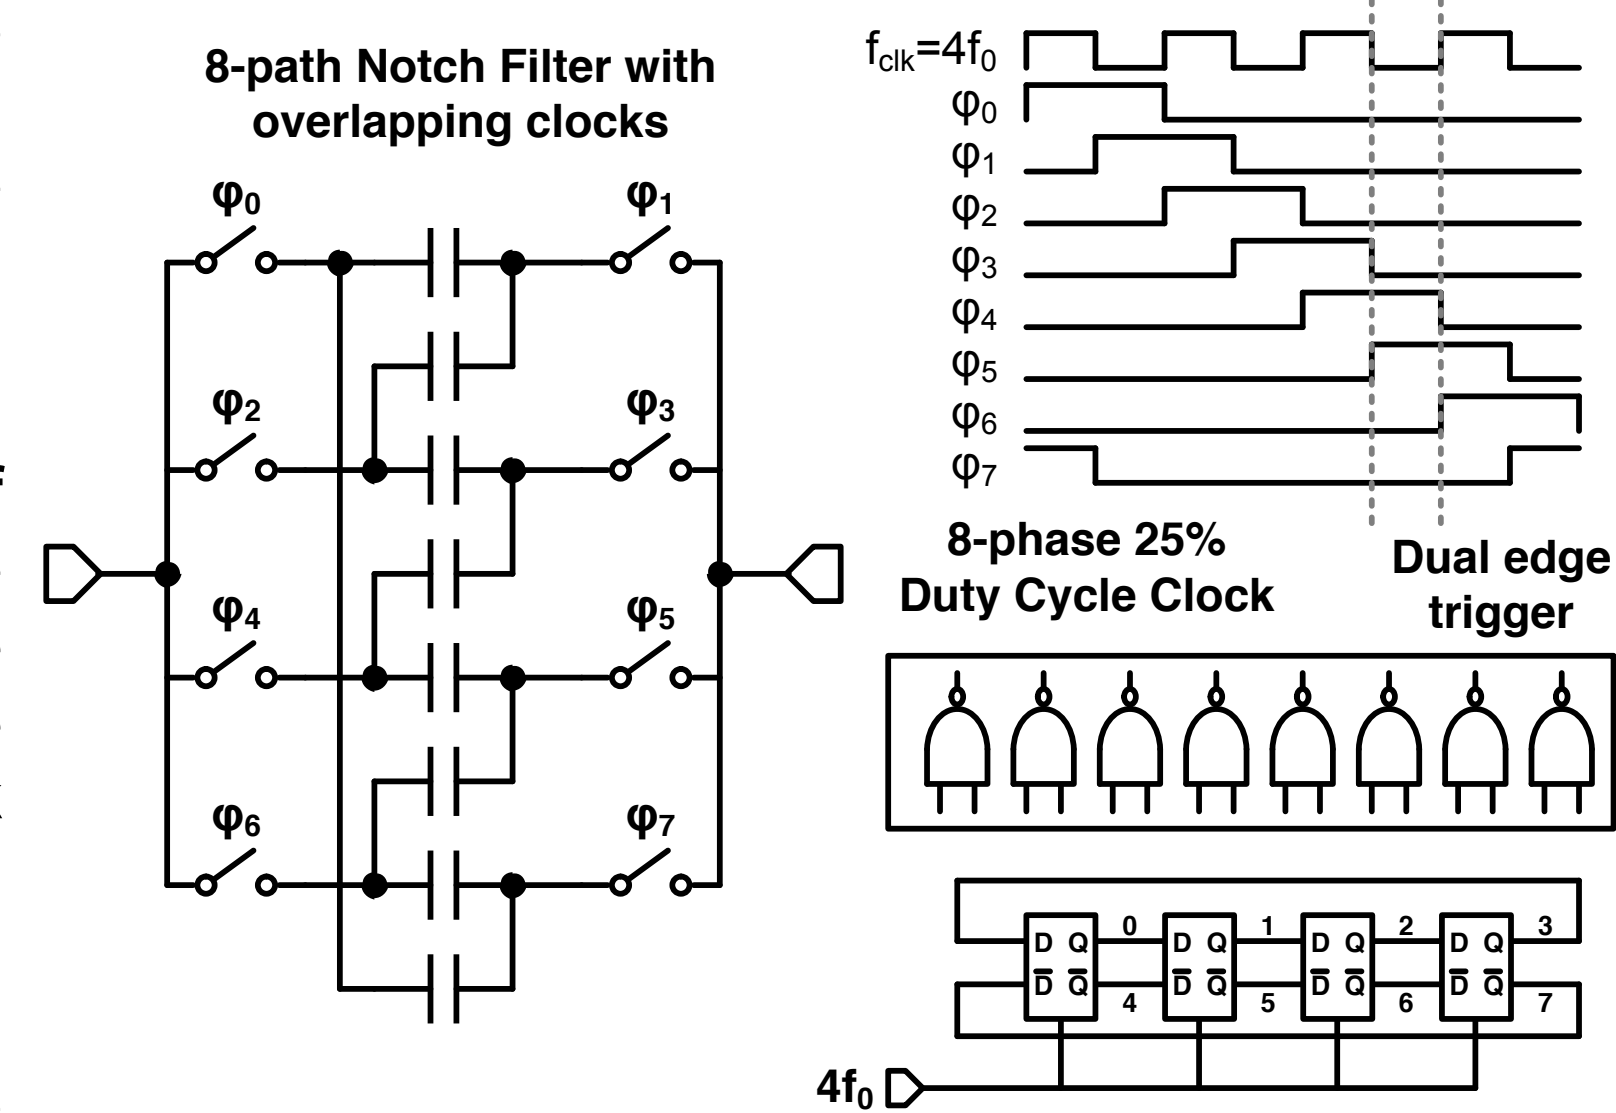 8-path Notch Filter with
overlapping clocks
φ0
φ1
φ2
φ3
φ4
φ5
φ6
φ7
fclk=4f0
φ0
φ1
φ2
φ3
φ4
φ5
φ6
φ7
8-phase 25%
Duty Cycle Clock
Dual edge
trigger
D Q 0 D Q 1 D Q 2 D Q 3
D̅ Q̅ 4 D̅ Q̅ 5 D̅ Q̅ 6 D̅ Q̅ 7
4f0